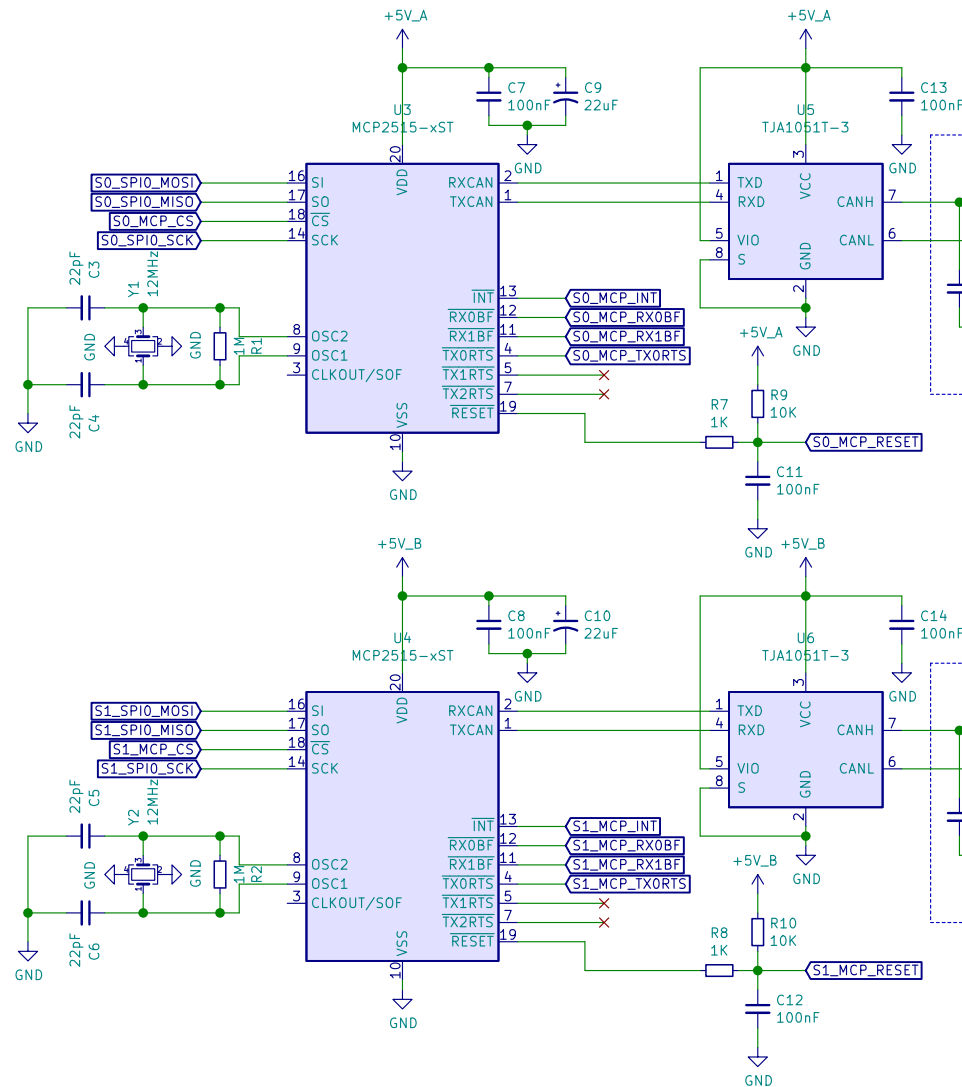 +5V_A
+5V_A
C7
100nF
C9
22uF
C13
100nF
U3
MCP2515-xST
U5
TJA1051T-3
GND
GND
20
VDD
3
VCC
S0_SPI0_MOSI
16
SI
RXCAN
2
1
TXD
S0_SPI0_MISO
17
SO
TXCAN
1
4
RXD
CANH
7
S0_MCP_CS
18
CS
S0_SPI0_SCK
14
SCK
5
VIO
CANL
6
8
S
GND
2
22pF
C3
Y1
12MHz
INT
13
S0_MCP_INT
RX0BF
12
S0_MCP_RX0BF
GND
4
3
2
1
GND
1M
R1
8
OSC2
RX1BF
11
S0_MCP_RX1BF
GND
+5V_A
9
OSC1
TX0RTS
4
S0_MCP_TX0RTS
3
CLKOUT/SOF
TX1RTS
5
TX2RTS
7
22pF
C4
RESET
19
R7
1K
R9
10K
GND
VSS
10
S0_MCP_RESET
GND
C11
100nF
GND
+5V_B
+5V_B
C8
100nF
C10
22uF
C14
100nF
U4
MCP2515-xST
U6
TJA1051T-3
GND
GND
20
VDD
3
VCC
S1_SPI0_MOSI
16
SI
RXCAN
2
1
TXD
S1_SPI0_MISO
17
SO
TXCAN
1
4
RXD
CANH
7
S1_MCP_CS
18
CS
S1_SPI0_SCK
14
SCK
5
VIO
CANL
6
8
S
GND
2
22pF
C5
Y2
12MHz
INT
13
S1_MCP_INT
RX0BF
12
S1_MCP_RX0BF
GND
4
3
2
1
GND
1M
R2
8
OSC2
RX1BF
11
S1_MCP_RX1BF
+5V_B
GND
9
OSC1
TX0RTS
4
S1_MCP_TX0RTS
3
CLKOUT/SOF
TX1RTS
5
TX2RTS
7
22pF
C6
RESET
19
R8
1K
R10
10K
GND
VSS
10
S1_MCP_RESET
GND
C12
100nF
GND